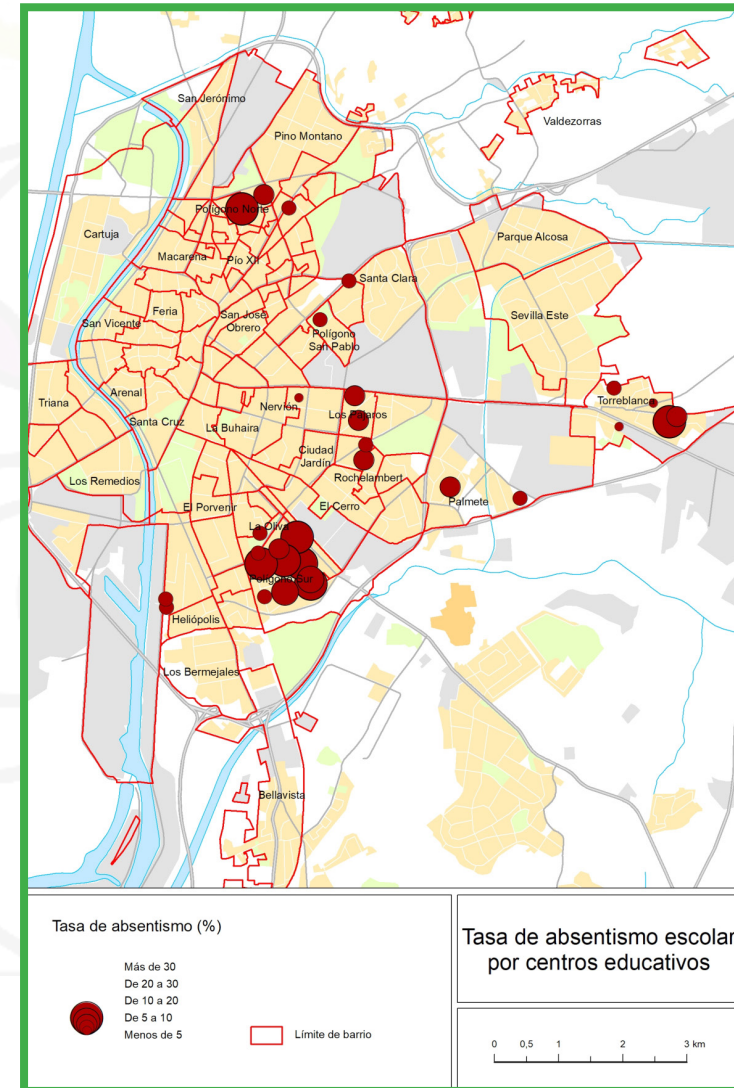 San Jerónimo
Pino Montano
Valdezorras
Polígono Norte
Cartuja
Parque Alcosa
Macarena
Pío XII
Santa Clara
Feria
San José
Obrero
Sevilla Este
San Vicente
Polígono
San Pablo
Triana
Arenal
Nervión
Los Pájaros
Torreblanca
Santa Cruz
La Buhaira
Ciudad
Jardín
Rochelambert
Los Remedios
Palmete
El Porvenir
El Cerro
La Oliva
Polígono Sur
Heliópolis
Los Bermejales
Bellavista
Tasa de absentismo (%)
Más de 30
De 20 a 30
De 10 a 20
De 5 a 10
Menos de 5
Límite de barrio
Tasa de absentismo escolar
por centros educativos
0 0,5 1 2 3 km